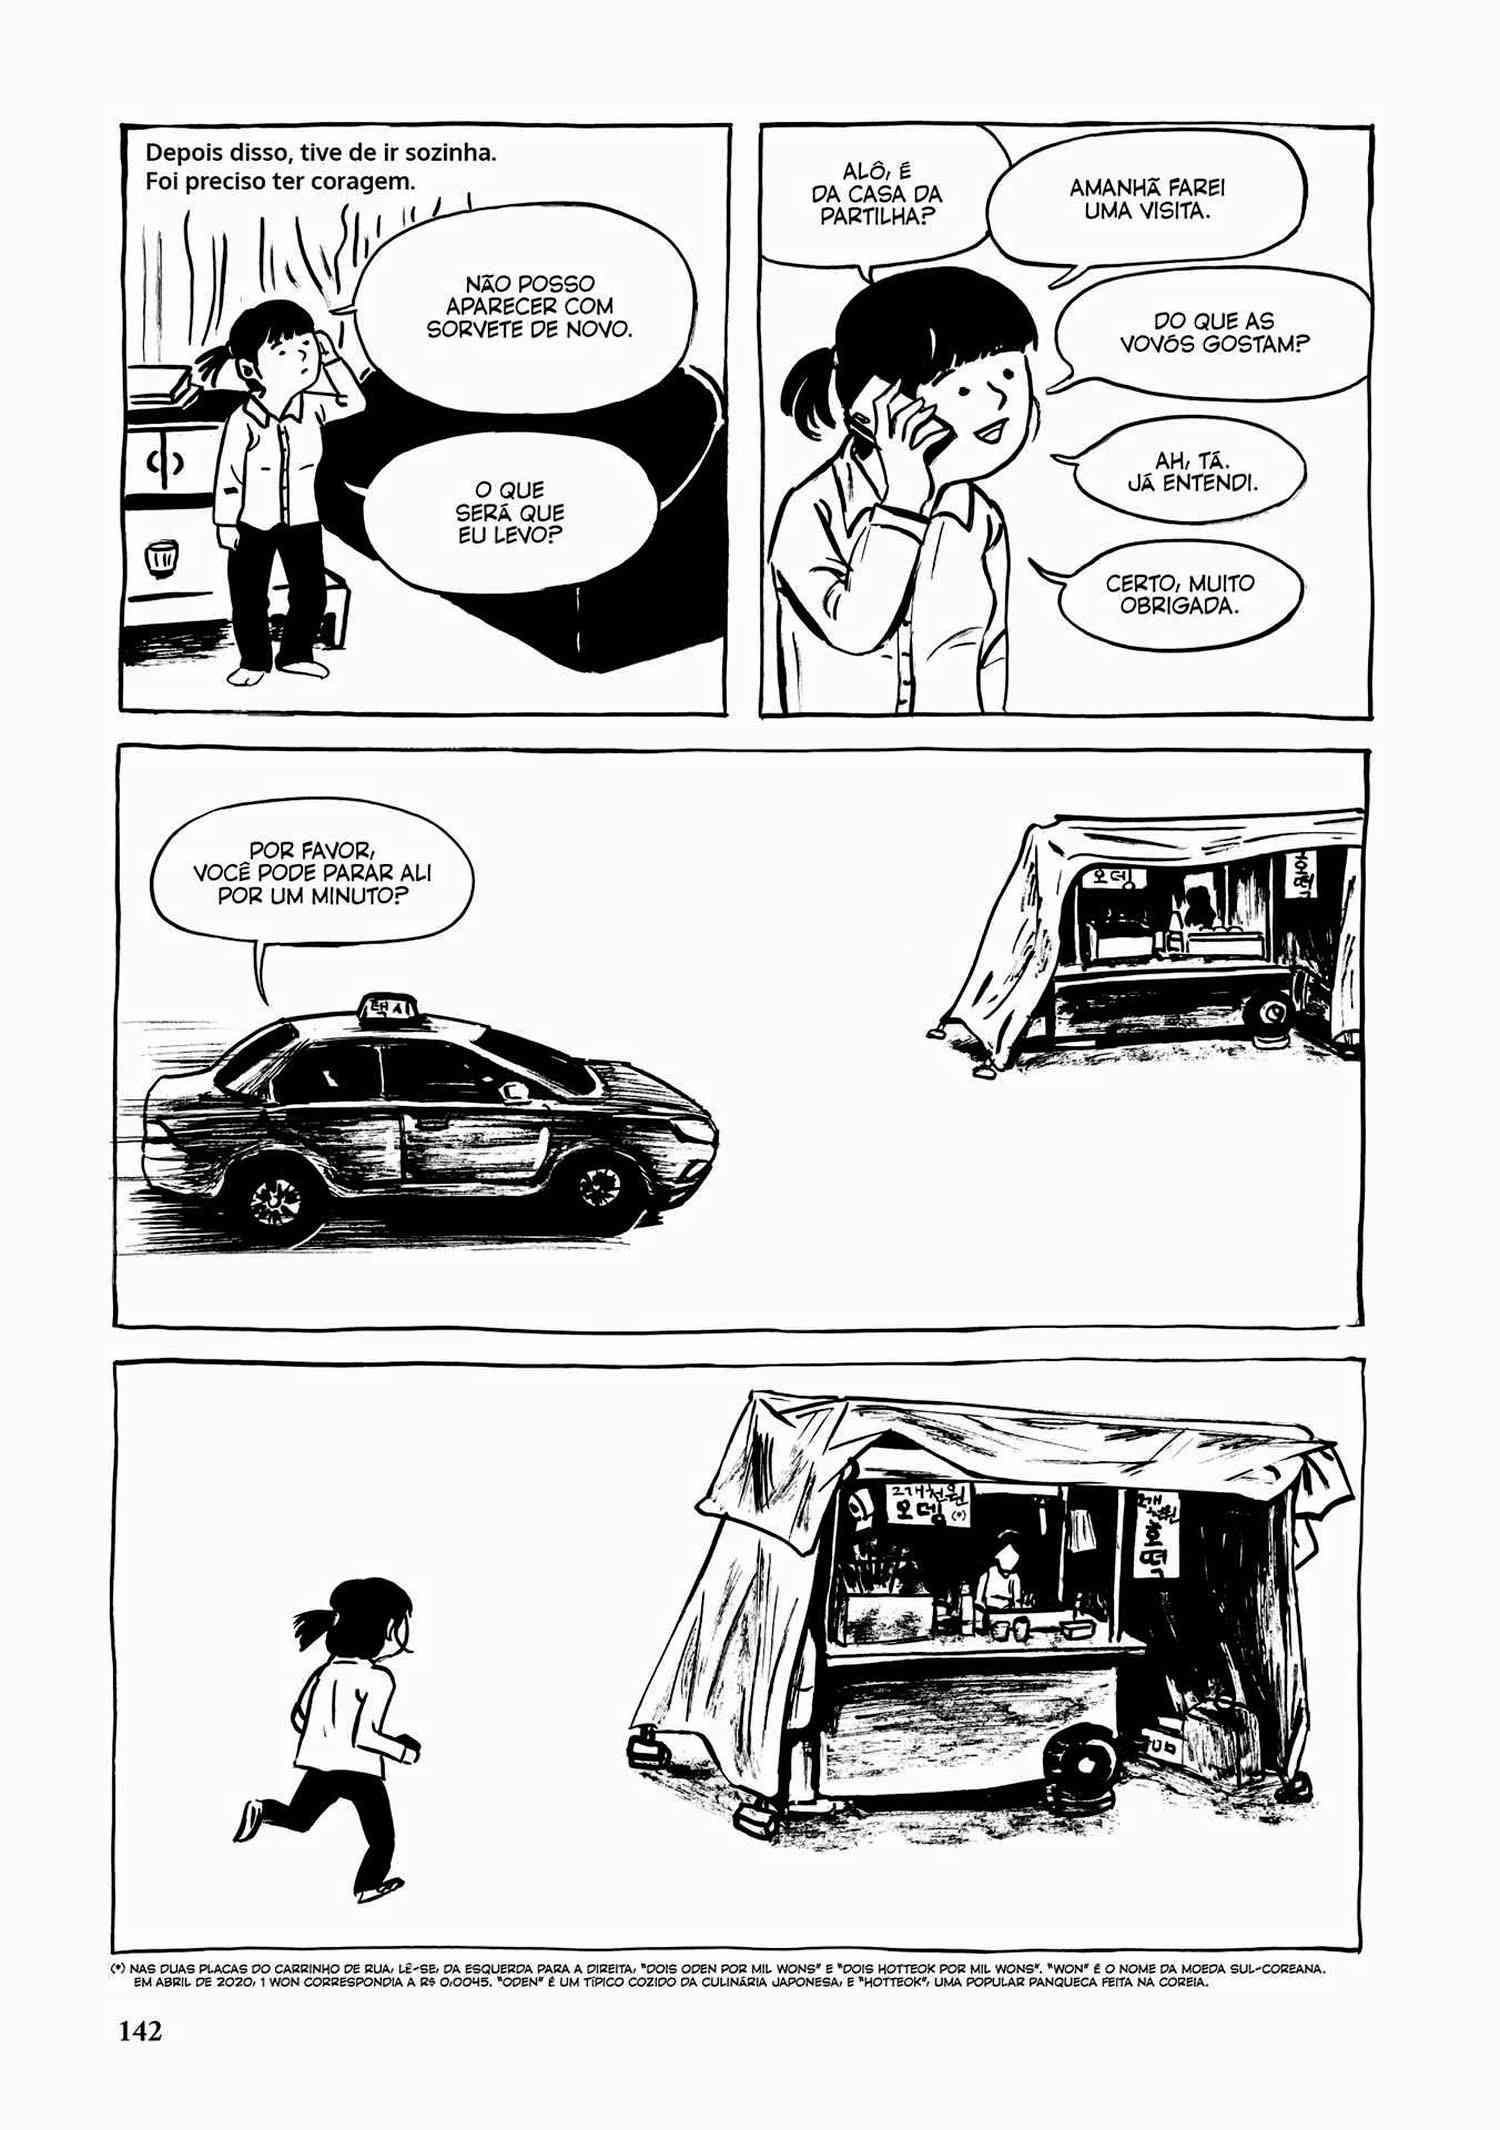 Depois disso, tive de ir sozinha.
Foi preciso ter coragem.
NÃO POSSO
APARECER COM
SORVETE DE NOVO.
O QUE
SERÁ QUE
EU LEVO?
ALÔ, É
DA CASA DA
PARTILHA?
AMANHÃ FAREI
UMA VISITA.
DO QUE AS
VOVÓS GOSTAM?
AH, TÁ.
JÁ ENTENDI.
CERTO, MUITO
OBRIGADA.
POR FAVOR,
VOCÊ PODE PARAR ALI
POR UM MINUTO?
택시
오뎅
호떡
2개천원
오뎅(*)
2개
천원
호떡
(*) NAS DUAS PLACAS DO CARRINHO DE RUA, LÊ-SE, DA ESQUERDA PARA A DIREITA, "DOIS ODEN POR MIL WONS" E "DOIS HOTTEOK POR MIL WONS". "WON" É O NOME DA MOEDA SUL-COREANA.
EM ABRIL DE 2020, 1 WON CORRESPONDIA A R$ 0,0045. "ODEN" É UM TÍPICO COZIDO DA CULINÁRIA JAPONESA, E "HOTTEOK", UMA POPULAR PANQUECA FEITA NA COREIA.
142